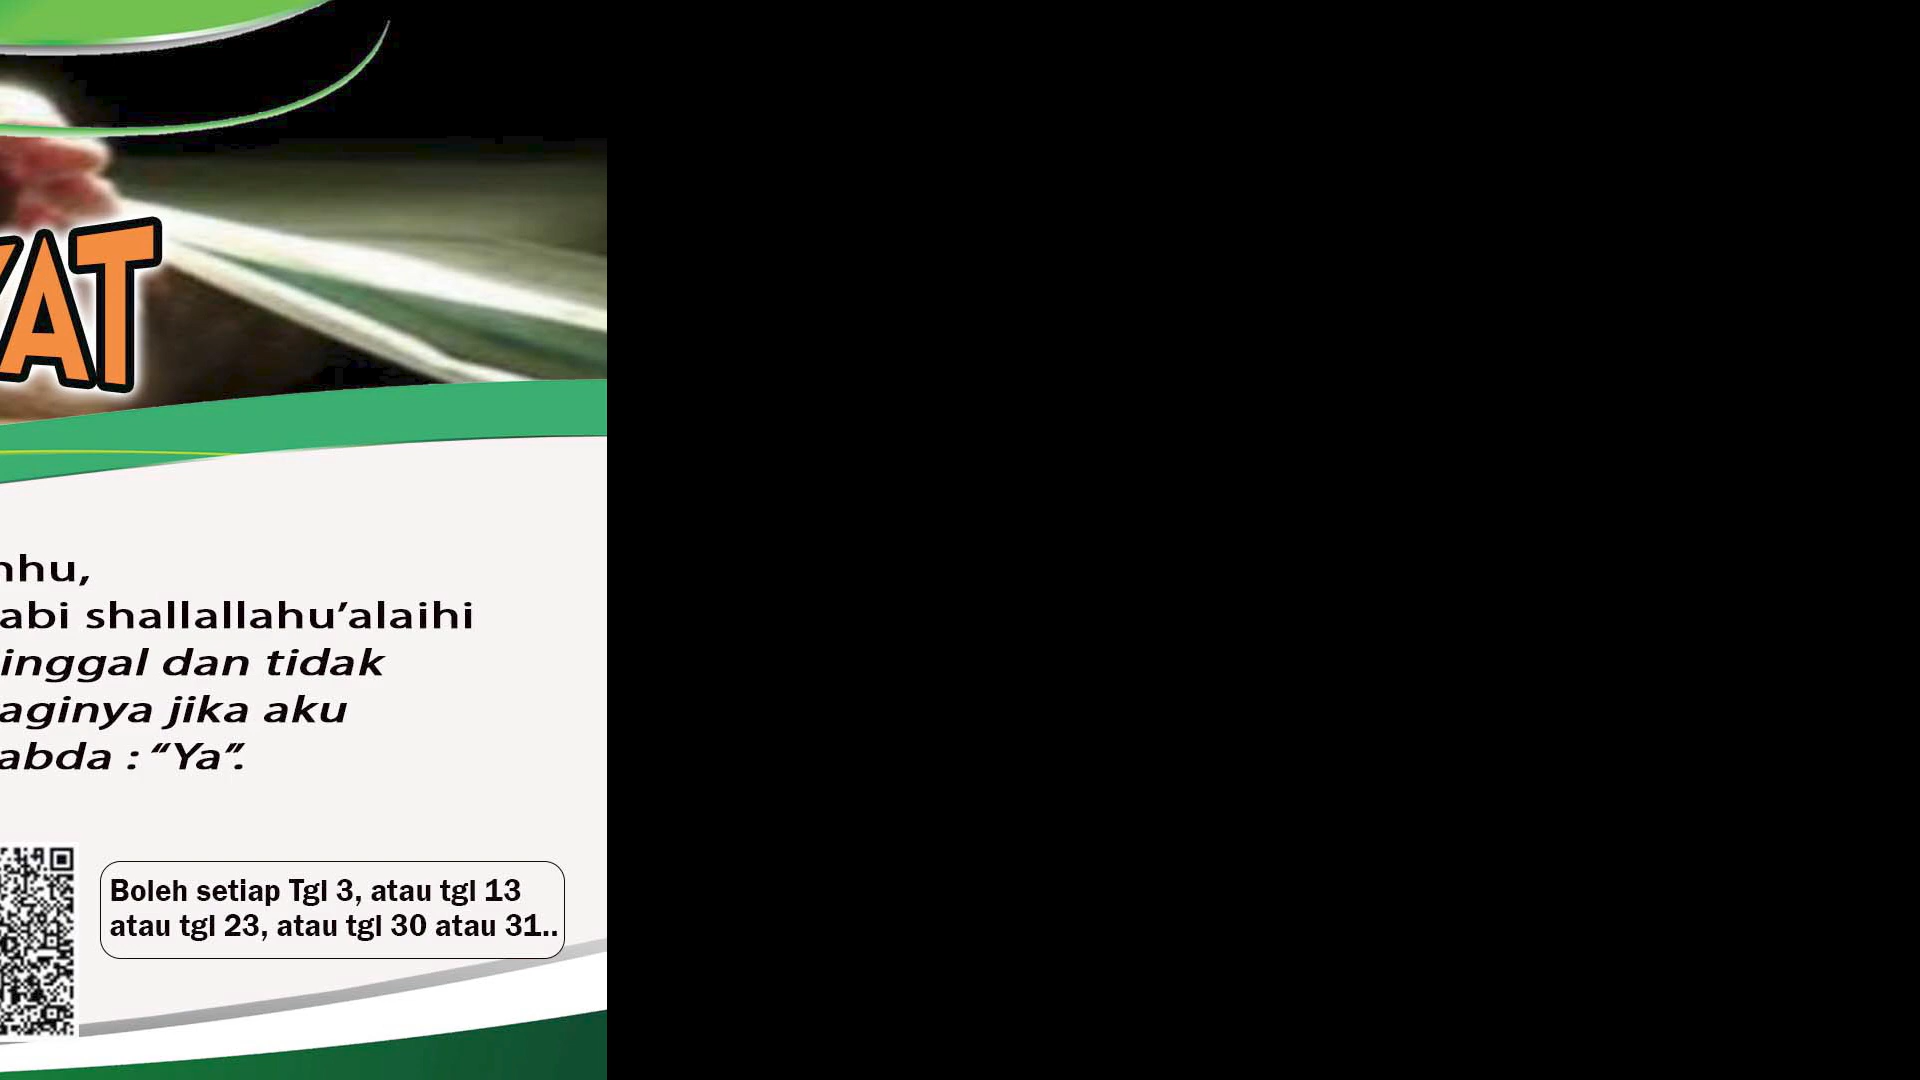 YAT
nhu,
abi shallallahu’alaihi
inggal dan tidak
aginya jika aku
abda : “Ya”.
Boleh setiap Tgl 3, atau tgl 13
atau tgl 23, atau tgl 30 atau 31..